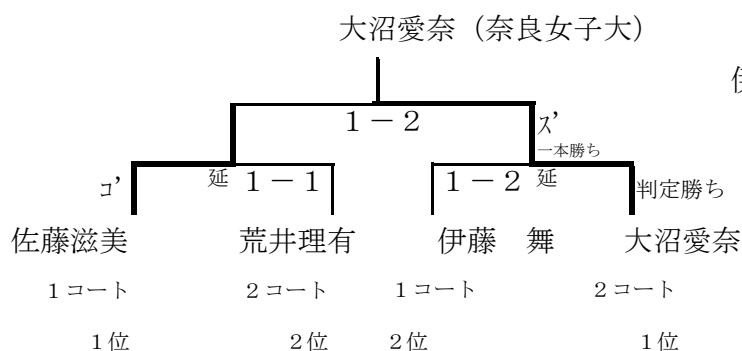 大沼愛奈（奈良女子大）
１－２
ス’
一本勝ち
コ’
延
１－１
１－２
延
判定勝ち
佐藤滋美 荒井理有 伊藤　舞 大沼愛奈
１コート ２コート １コート ２コート
１位 ２位 ２位 １位